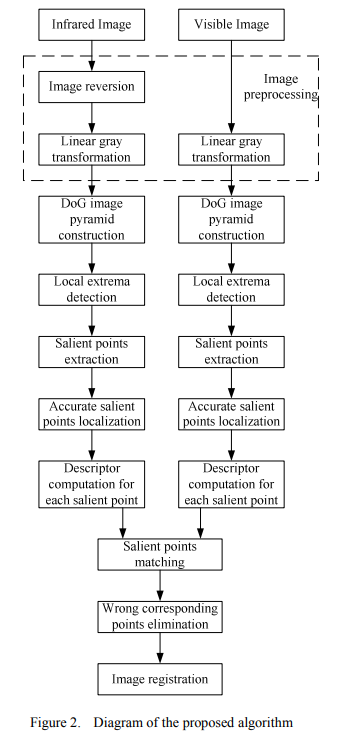 Infrared Image
Visible Image
Image reversion
Image
preprocessing
Linear gray
transformation
Linear gray
transformation
DoG image
pyramid
construction
DoG image
pyramid
construction
Local extrema
detection
Local extrema
detection
Salient points
extraction
Salient points
extraction
Accurate salient
points localization
Accurate salient
points localization
Descriptor
computation for
each salient point
Descriptor
computation for
each salient point
Salient points
matching
Wrong corresponding
points elimination
Image registration
Figure 2. Diagram of the proposed algorithm